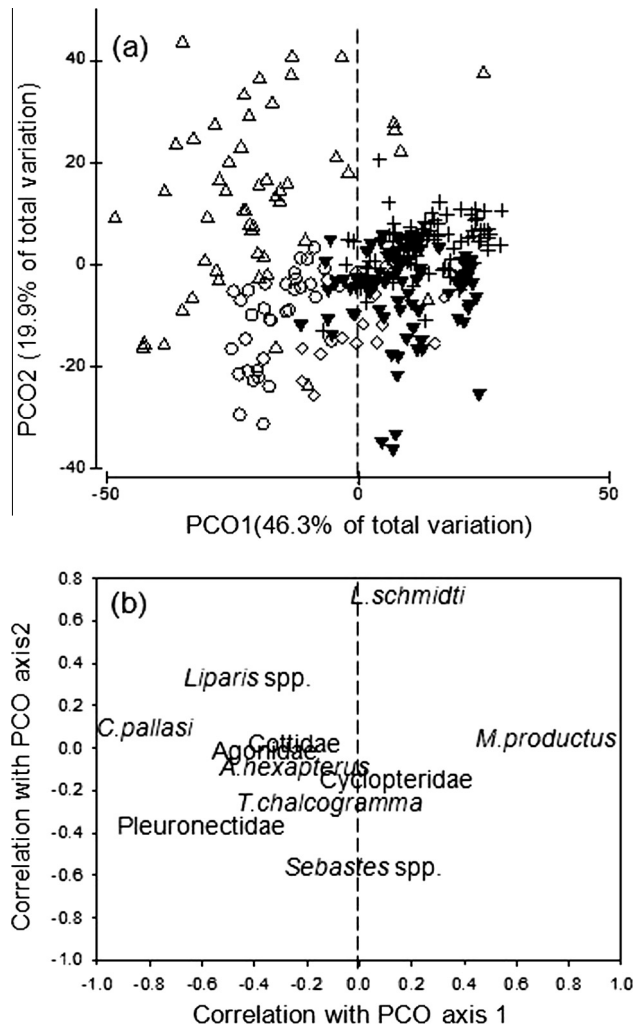 (a)
40
20
0
-20
-40
PCO2 (19.9% of total variation)
-50
0
50
PCO1(46.3% of total variation)
(b)
0.8
0.6
0.4
0.2
0.0
-0.2
-0.4
-0.6
-0.8
-1.0
Correlation with PCO axis2
L.schmidti
Liparis spp.
C.pallasi
M.productus
Cottidae
Agonidae
A.hexapterus
Cyclopteridae
T.chalcogramma
Pleuronectidae
Sebastes spp.
-1.0 -0.8 -0.6 -0.4 -0.2 0.0 0.2 0.4 0.6 0.8 1.0
Correlation with PCO axis 1